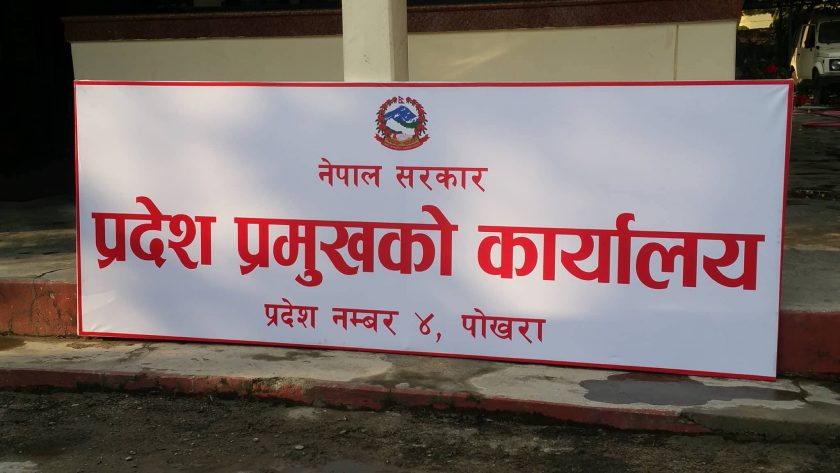 नेपाल सरकार
प्रदेश प्रमुखको कार्यालय
प्रदेश नम्बर ४, पोखरा